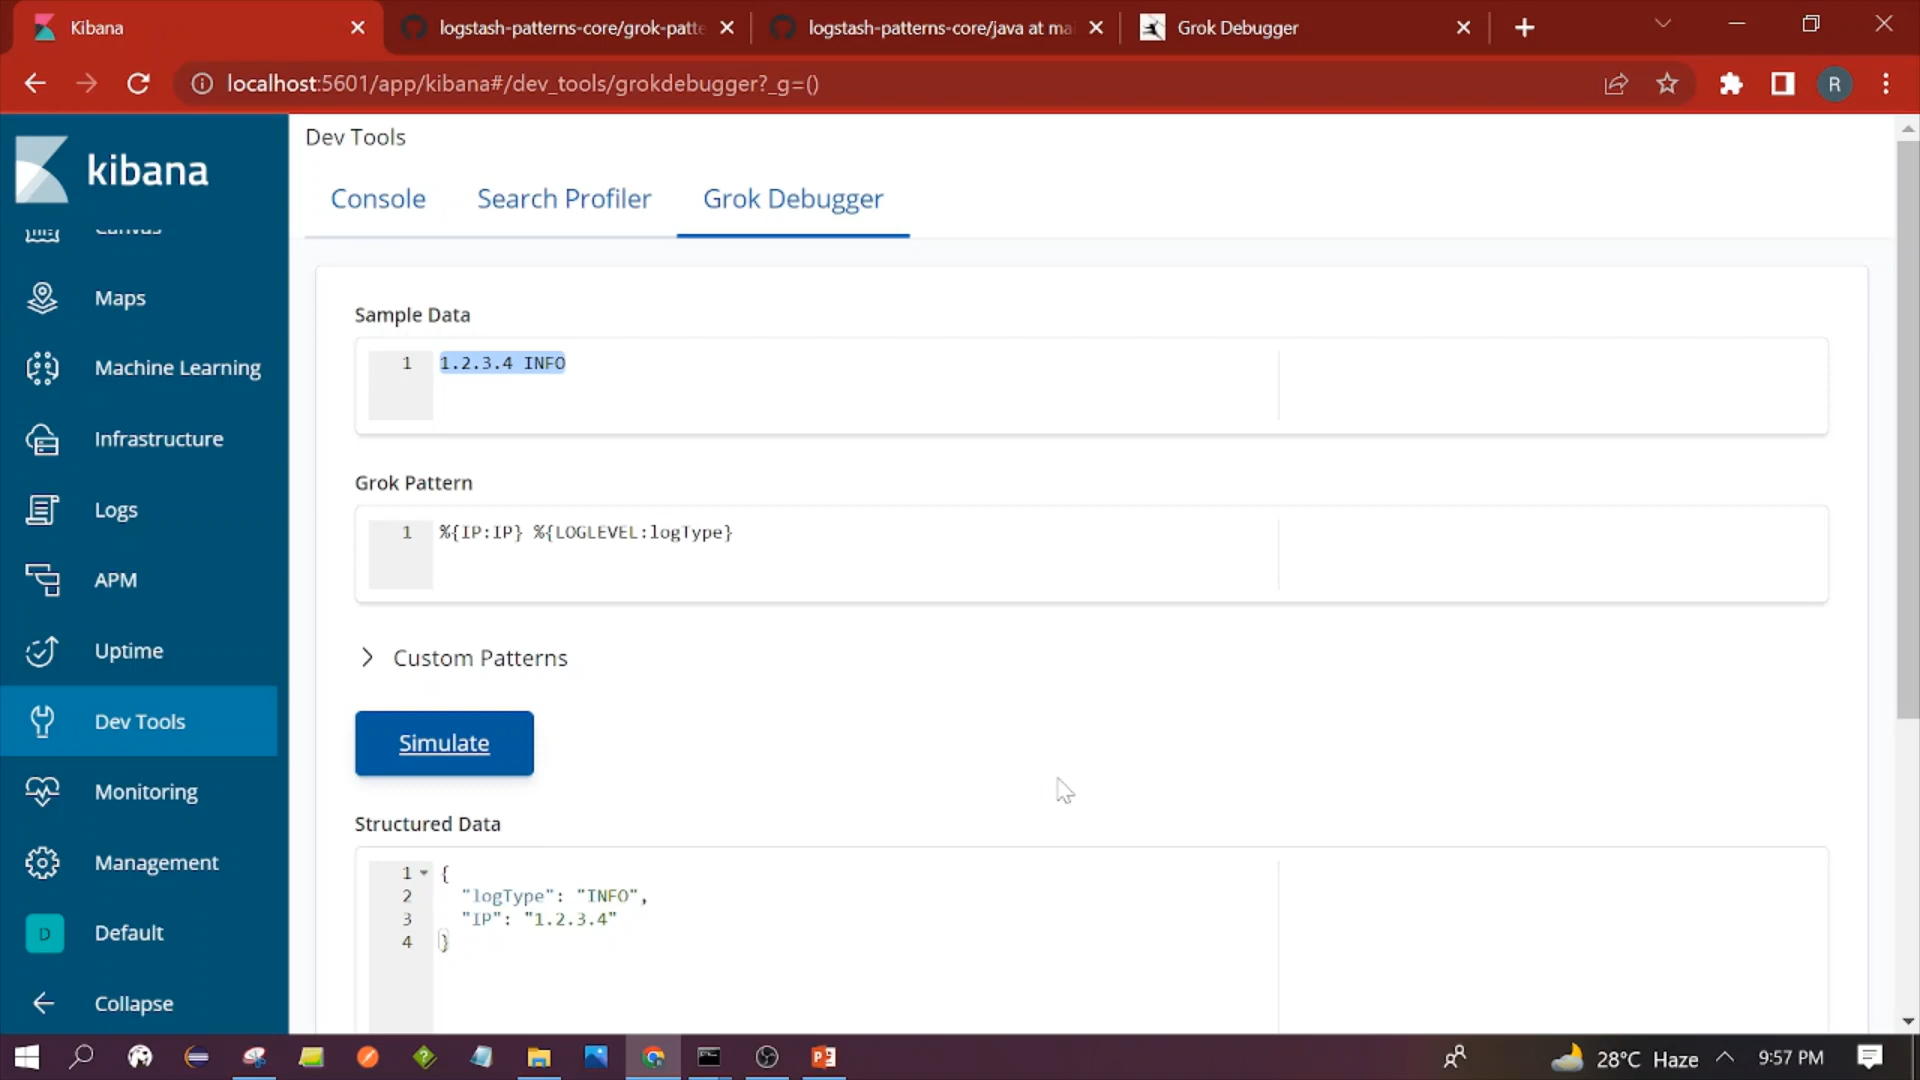 Kibana
logstash-patterns-core/grok-patte
logstash-patterns-core/java at ma
Grok Debugger
localhost:5601/app/kibana#/dev_tools/grokdebugger?_g=()
R
kibana
Canvas
Maps
Machine Learning
Infrastructure
Logs
APM
Uptime
Dev Tools
Monitoring
Management
D Default
Collapse
Dev Tools
Console Search Profiler Grok Debugger
Sample Data
1 1.2.3.4 INFO
Grok Pattern
1 %{IP:IP} %{LOGLEVEL:logType}
Custom Patterns
Simulate
Structured Data
1 {
2 "logType": "INFO",
3 "IP": "1.2.3.4"
4 }
28°C Haze 9:57 PM